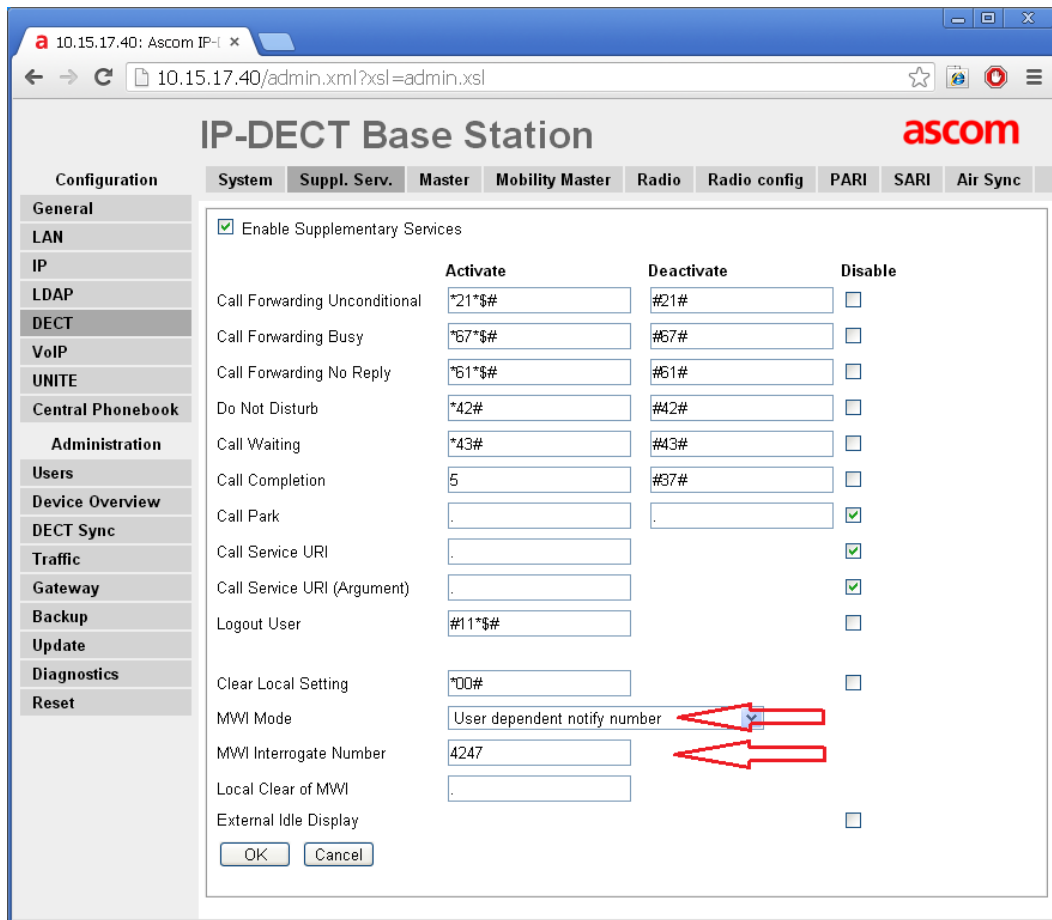 a 10.15.17.40: Ascom IP-[ ×
10.15.17.40/admin.xml?xsl=admin.xsl
IP-DECT Base Station
ascom
Configuration
System Suppl. Serv. Master Mobility Master Radio Radio config PARI SARI Air Sync
General
LAN
IP
LDAP
DECT
VoIP
UNITE
Central Phonebook
Administration
Users
Device Overview
DECT Sync
Traffic
Gateway
Backup
Update
Diagnostics
Reset
Enable Supplementary Services
Activate Deactivate Disable
Call Forwarding Unconditional *21*$# #21#
Call Forwarding Busy *67*$# #67#
Call Forwarding No Reply *61*$# #61#
Do Not Disturb *42# #42#
Call Waiting *43# #43#
Call Completion 5 #37#
Call Park . .
Call Service URI .
Call Service URI (Argument) .
Logout User #11*$#
Clear Local Setting *00#
MWI Mode User dependent notify number
MWI Interrogate Number 4247
Local Clear of MWI .
External Idle Display
OK Cancel